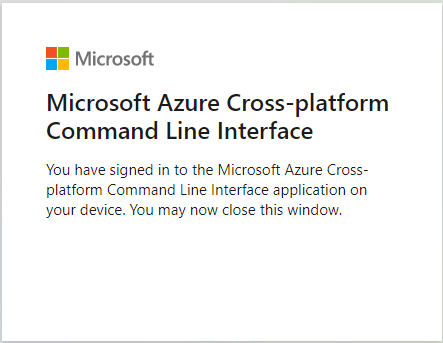 Microsoft
Microsoft Azure Cross-platform
Command Line Interface
You have signed in to the Microsoft Azure Cross-
platform Command Line Interface application on
your device. You may now close this window.